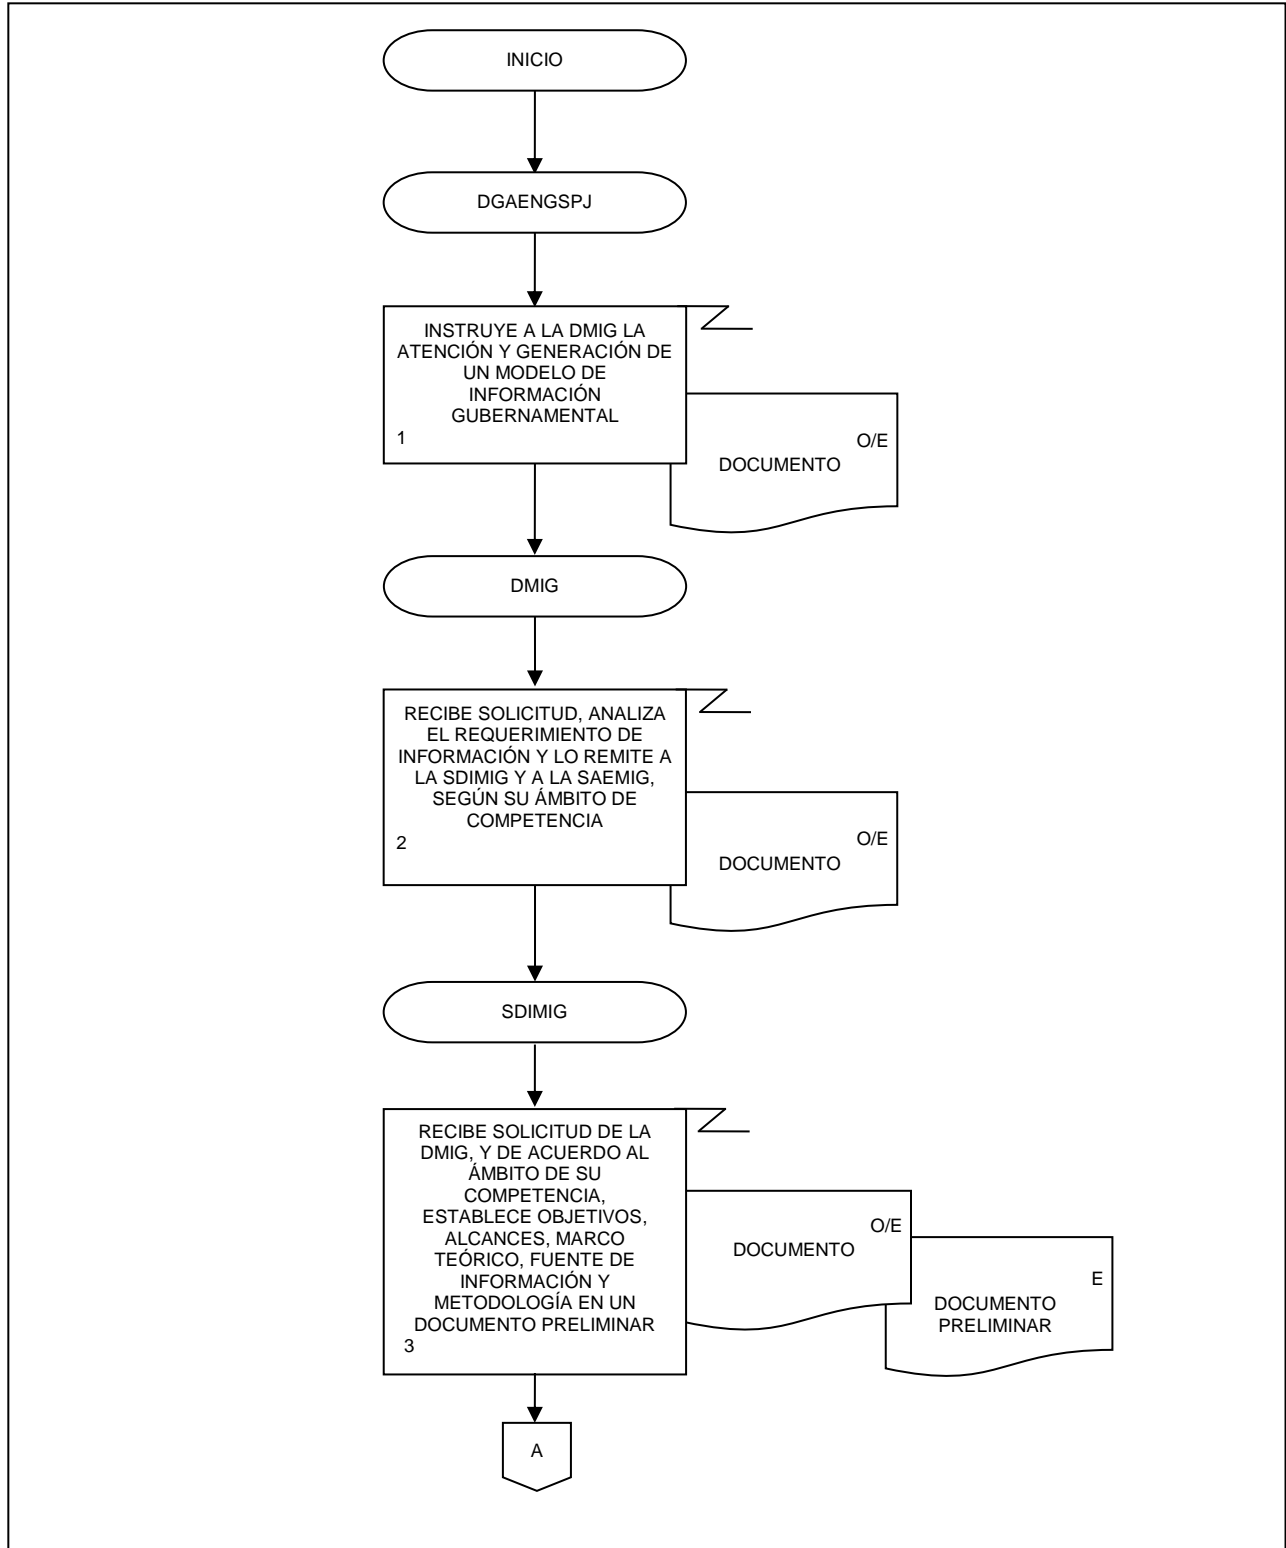 INICIO
DGAENGSPJ
INSTRUYE A LA DMIG LA
ATENCIÓN Y GENERACIÓN DE
UN MODELO DE
INFORMACIÓN
GUBERNAMENTAL
1
O/E
DOCUMENTO
DMIG
RECIBE SOLICITUD, ANALIZA
EL REQUERIMIENTO DE
INFORMACIÓN Y LO REMITE A
LA SDIMIG Y A LA SAEMIG,
SEGÚN SU ÁMBITO DE
COMPETENCIA
2
O/E
DOCUMENTO
SDIMIG
RECIBE SOLICITUD DE LA
DMIG, Y DE ACUERDO AL
ÁMBITO DE SU
COMPETENCIA,
ESTABLECE OBJETIVOS,
ALCANCES, MARCO
TEÓRICO, FUENTE DE
INFORMACIÓN Y
METODOLOGÍA EN UN
DOCUMENTO PRELIMINAR
3
O/E
DOCUMENTO
E
DOCUMENTO
PRELIMINAR
A